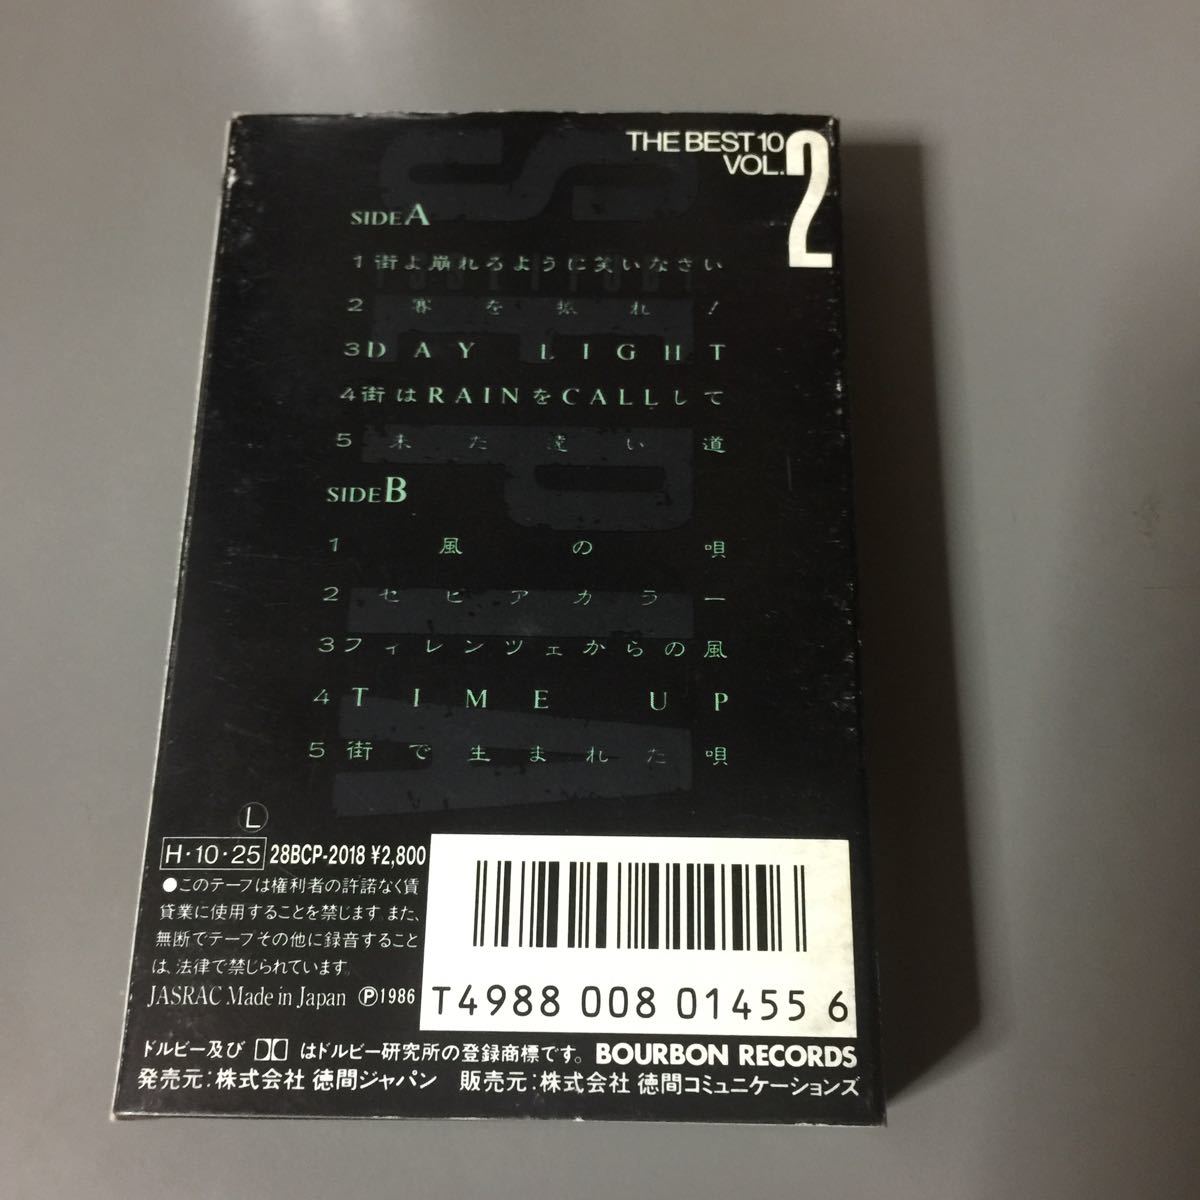 THE BEST 10
VOL. 2
SIDE A
1 街よ崩れるように笑いなさい
2 賽を振れ!
3 DAY LIGHT
4 街はRAINをCALLして
5 未だ遠い道
SIDE B
1 風の唄
2 セピアカラー
3 フィレンツェからの風
4 TIME UP
5 街で生まれた唄
L
H・10・25 28BCP-2018 ¥2,800
●このテープは権利者の許諾なく賃
貸業に使用することを禁じます。また、
無断でテープその他に録音すること
は、法律で禁じられています。
JASRAC Made in Japan Ⓟ1986
T4988 008 01455 6
ドルビー及び はドルビー研究所の登録商標です。 BOURBON RECORDS
発売元:株式会社 徳間ジャパン 販売元:株式会社 徳間コミュニケーションズ